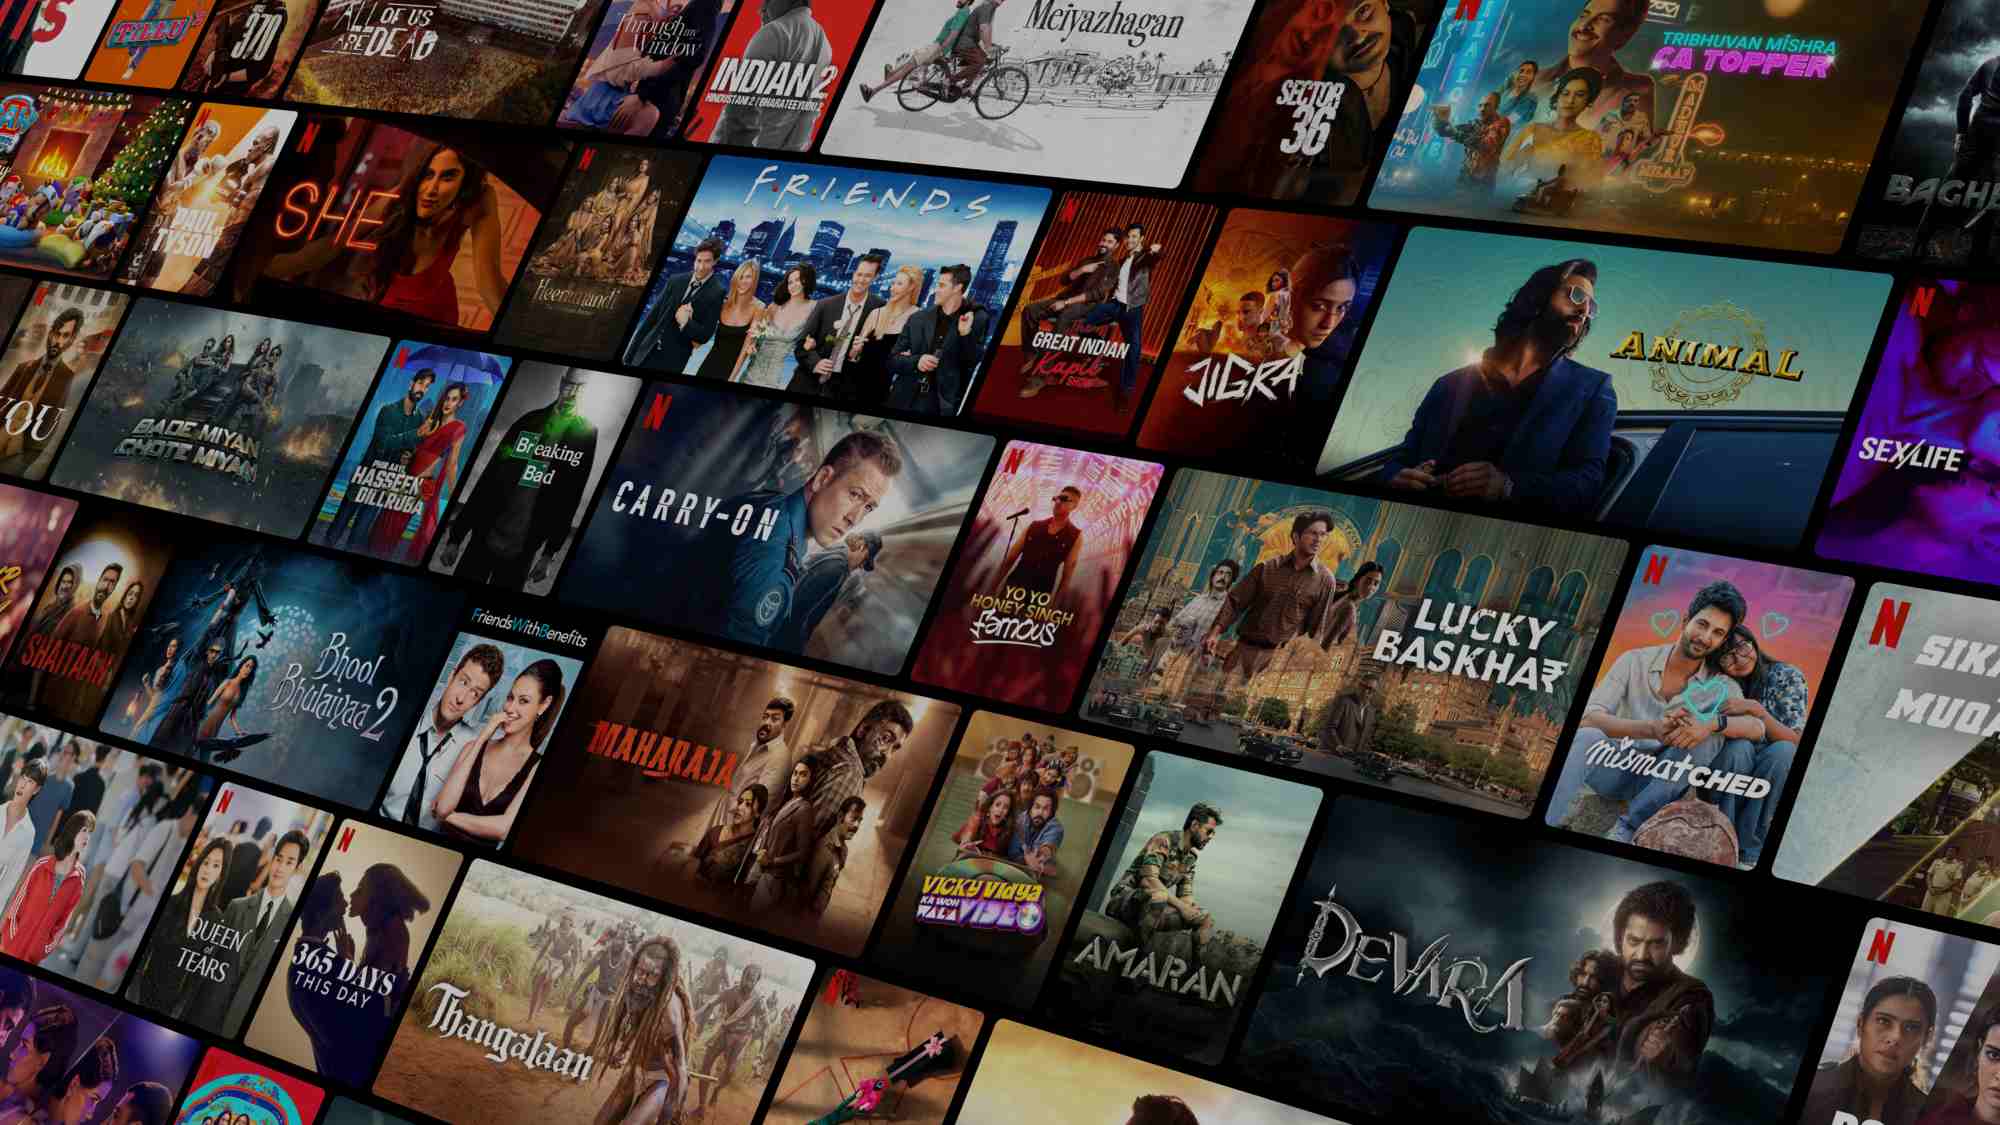 TILLU
370
ALL OF US
ARE DEAD
Through my
Window
INDIAN 2
HINDUSTANI 2 | BHARATEEYUDU 2
Meiyazhagan
SECTOR
36
TRIBHUVAN MISHRA
CA TOPPER
PAUL
TYSON
SHE
Heeramandi
F·R·I·E·N·D·S
The
GREAT INDIAN
Kapil
SHOW
JIGRA
ANIMAL
SEX/LIFE
YOU
BADE MIYAN
CHOTE MIYAN
PHIR AAYI
HASSEEN
DILLRUBA
Breaking
Bad
CARRY-ON
YO YO
HONEY SINGH
famous
LUCKY
BASKHA₹
mismatCHED
SIKA
MUQA
SHAITAAN
Bhool
Bhulaiyaa 2
FriendsWithBenefits
MAHARAJA
VICKY Vidya
KA WOH
WALA VIDEO
AMARAN
DEVARA
QUEEN
OF
TEARS
365 DAYS
THIS DAY
Thangalaan